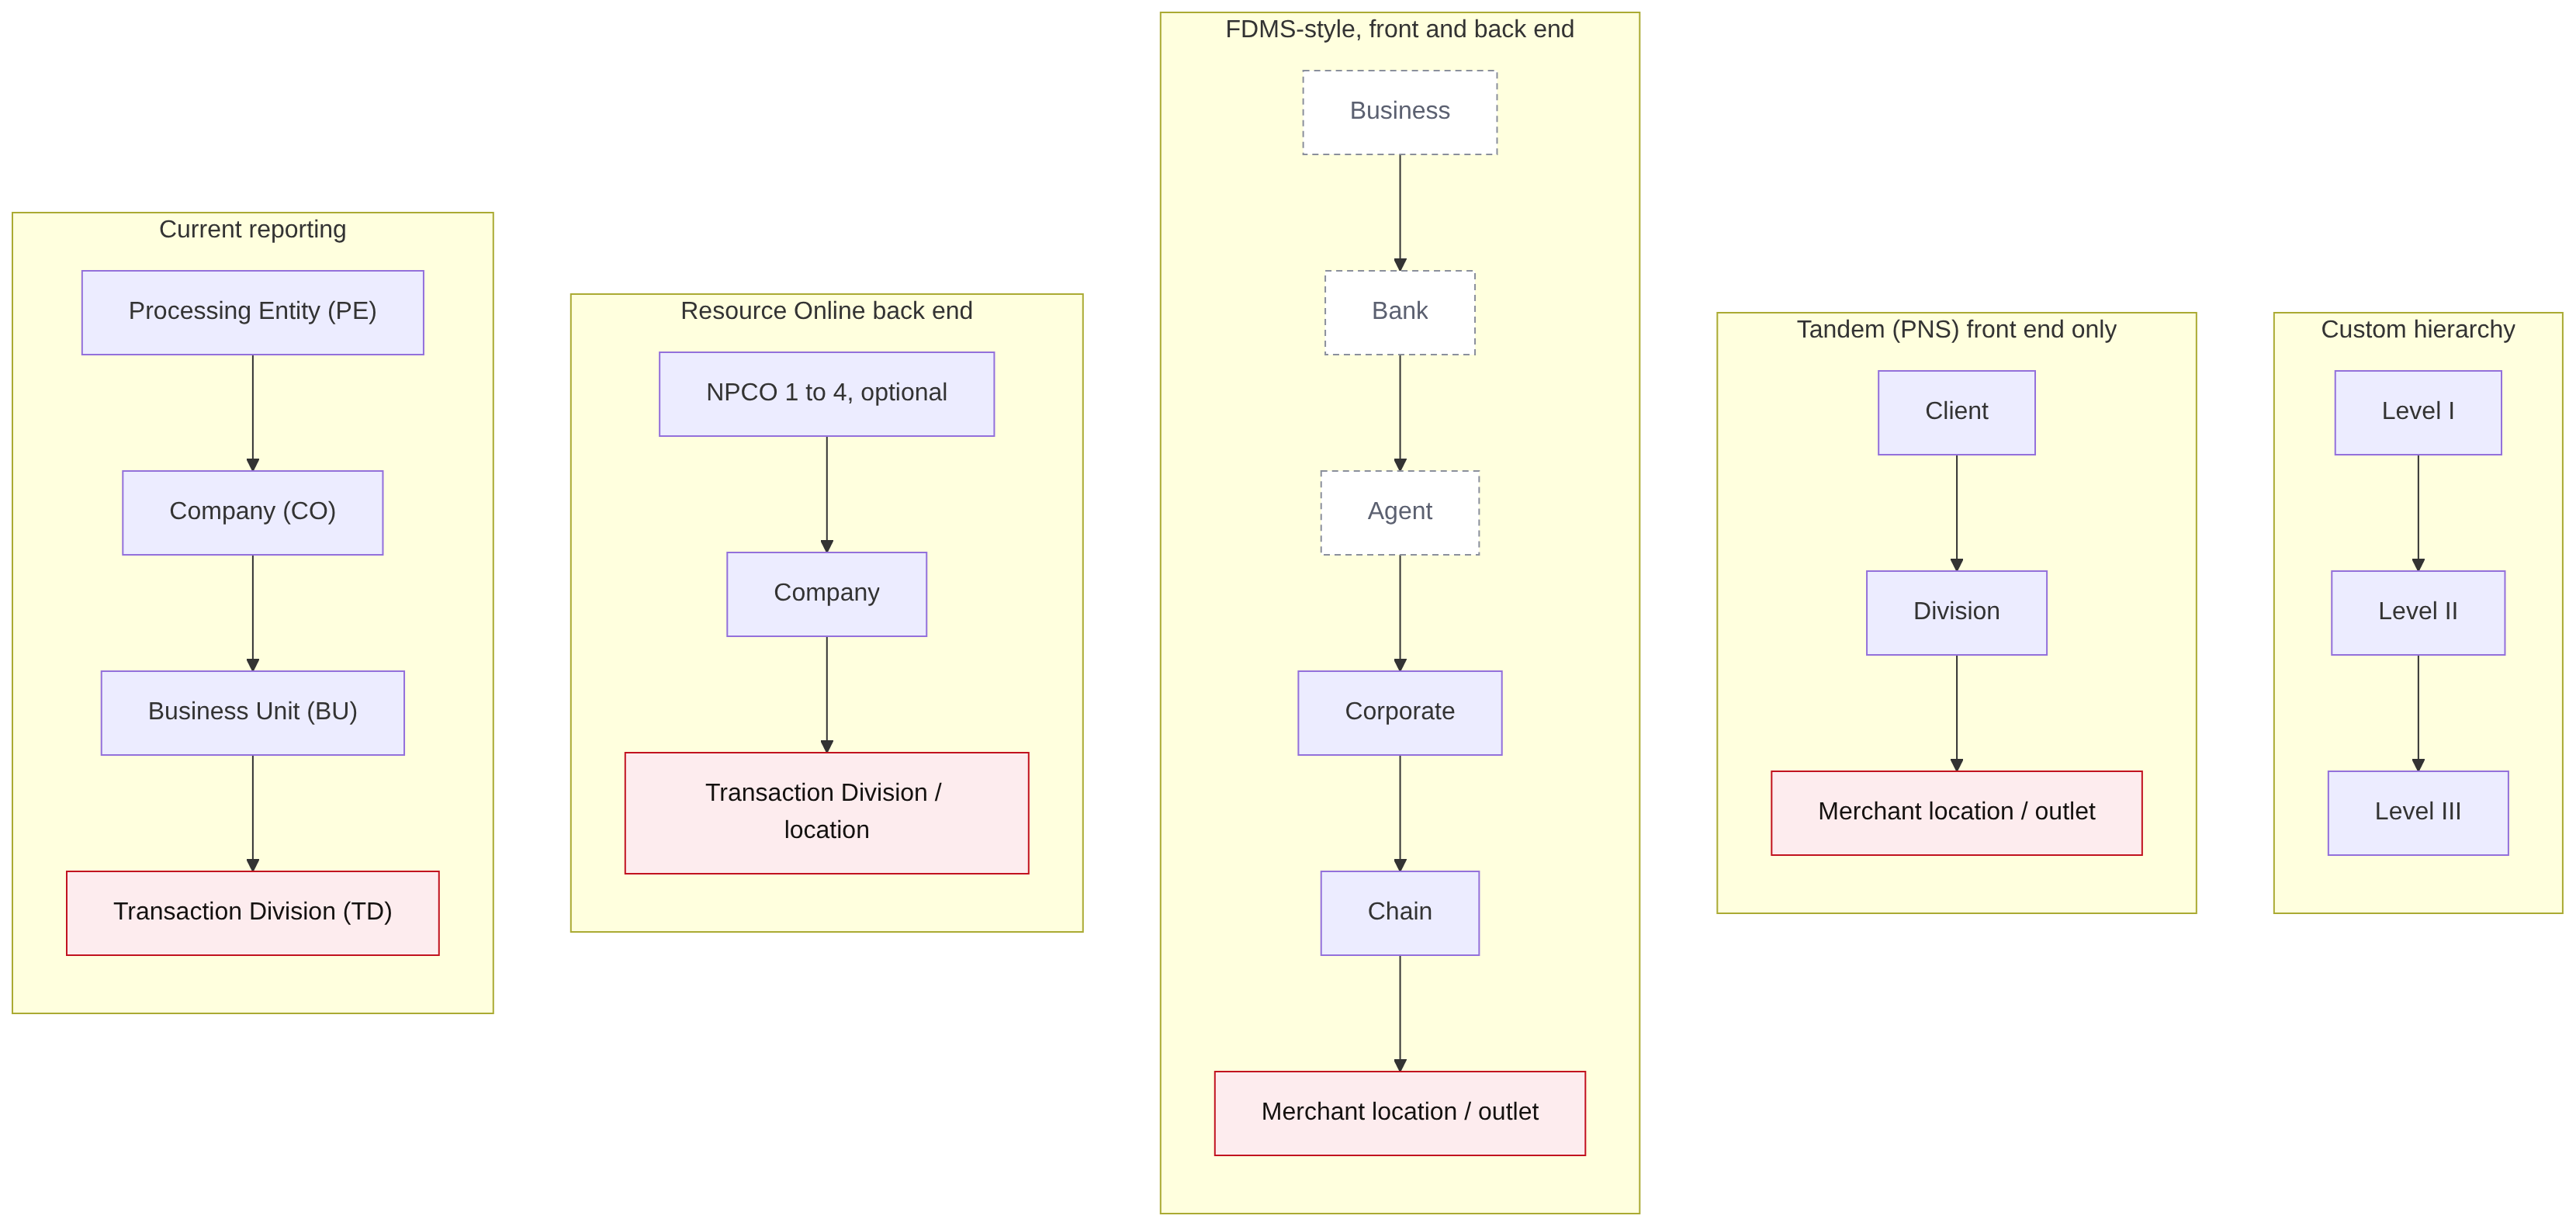 Current reporting
Processing Entity (PE)
Company (CO)
Business Unit (BU)
Transaction Division (TD)
Resource Online back end
NPCO 1 to 4, optional
Company
Transaction Division /
location
FDMS-style, front and back end
Business
Bank
Agent
Corporate
Chain
Merchant location / outlet
Tandem (PNS) front end only
Client
Division
Merchant location / outlet
Custom hierarchy
Level I
Level II
Level III